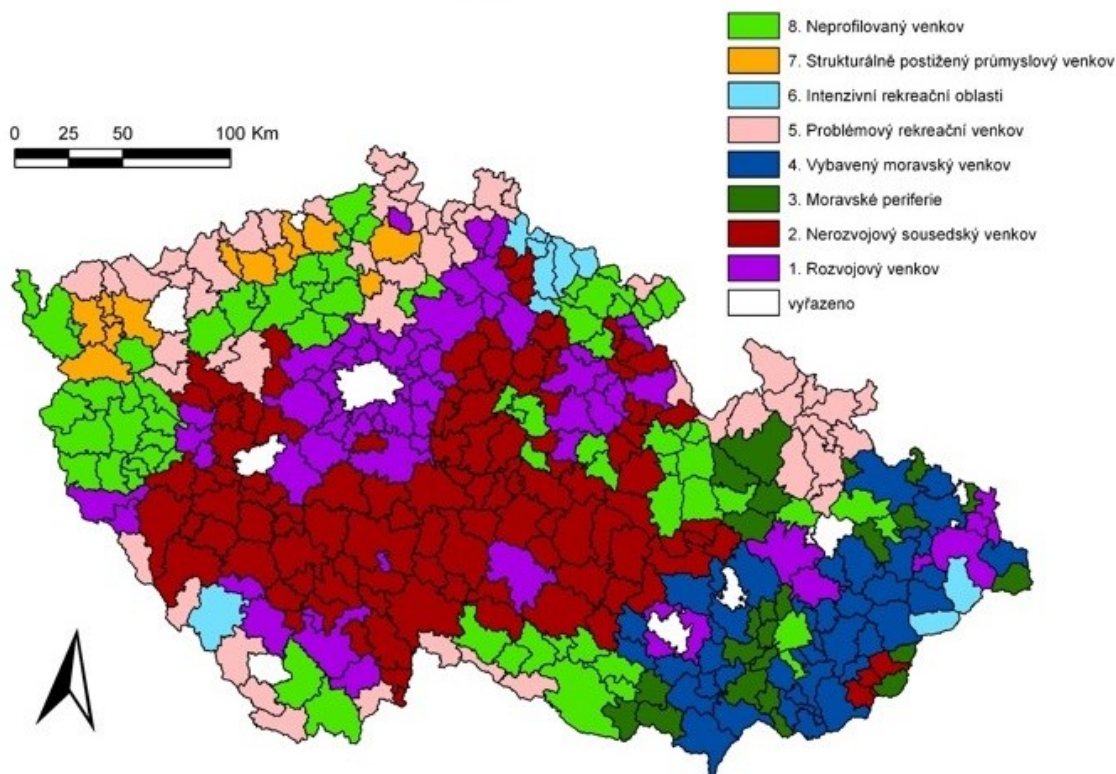 8. Neprofilovaný venkov
7. Strukturálně postižený průmyslový venkov
6. Intenzivní rekreační oblasti
5. Problémový rekreační venkov
4. Vybavený moravský venkov
3. Moravské periferie
2. Nerozvojový sousedský venkov
1. Rozvojový venkov
vyřazeno
0 25 50 100 Km